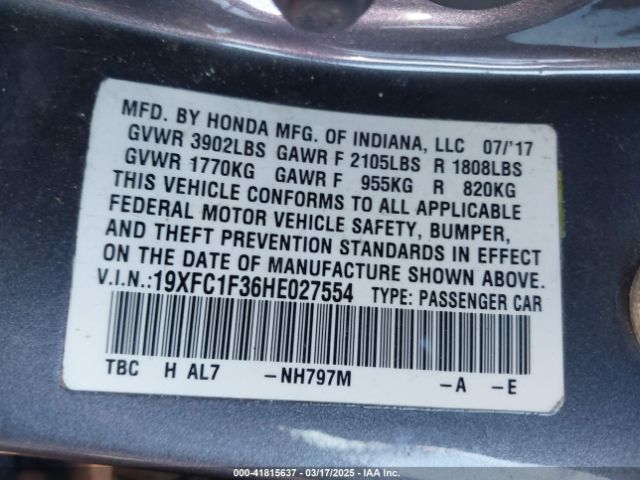 MFD. BY HONDA MFG. OF INDIANA, LLC 07/'17
GVWR 3902LBS GAWR F 2105LBS R 1808LBS
GVWR 1770KG GAWR F 955KG R 820KG
THIS VEHICLE CONFORMS TO ALL APPLICABLE
FEDERAL MOTOR VEHICLE SAFETY, BUMPER,
AND THEFT PREVENTION STANDARDS IN EFFECT
ON THE DATE OF MANUFACTURE SHOWN ABOVE.
V.I.N.:19XFC1F36HE027554 TYPE: PASSENGER CAR
TBC H AL7 -NH797M -A -E
00-41815637 - 03/17/2025 - IAA Inc.